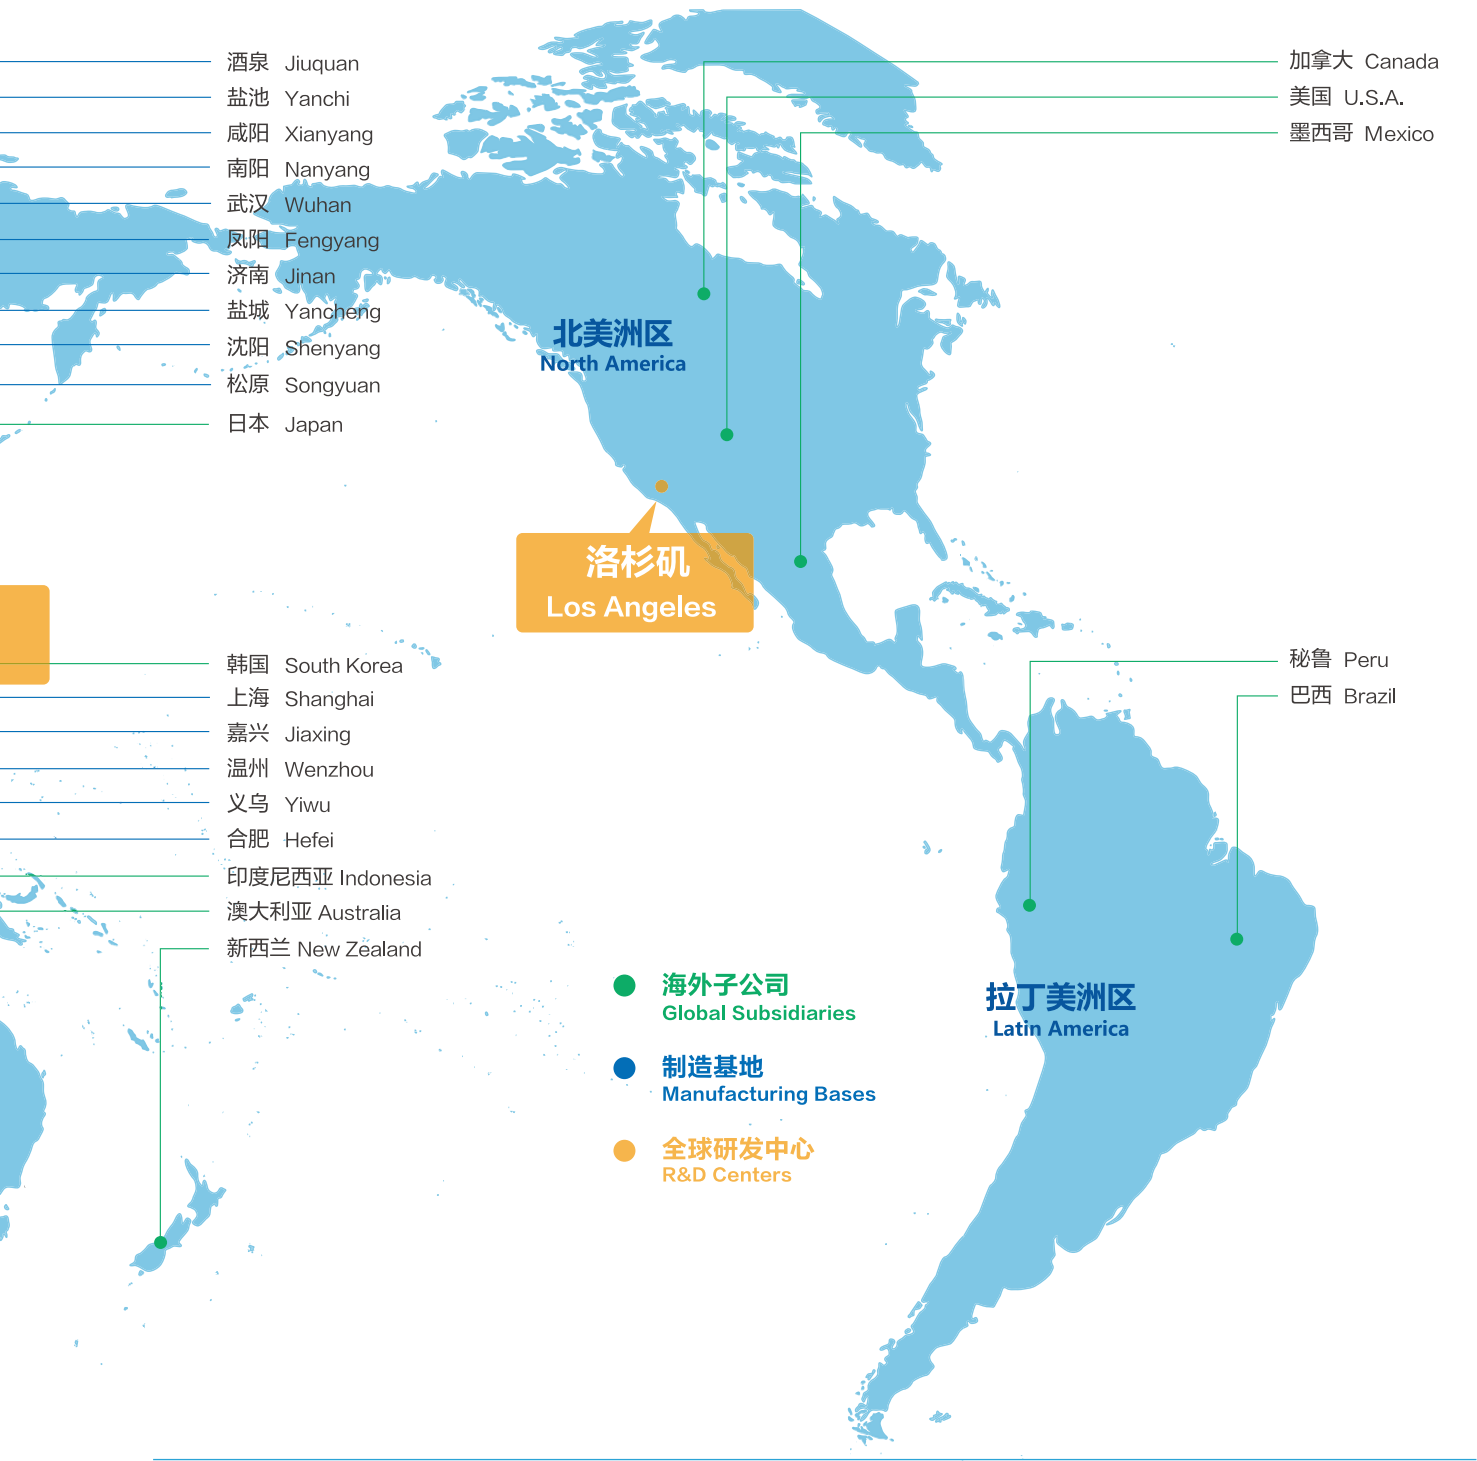 酒泉 Jiuquan
盐池 Yanchi
咸阳 Xianyang
南阳 Nanyang
武汉 Wuhan
凤阳 Fengyang
济南 Jinan
盐城 Yancheng
沈阳 Shenyang
松原 Songyuan
日本 Japan
加拿大 Canada
美国 U.S.A.
墨西哥 Mexico
北美洲区
North America
洛杉矶
Los Angeles
韩国 South Korea
上海 Shanghai
嘉兴 Jiaxing
温州 Wenzhou
义乌 Yiwu
合肥 Hefei
印度尼西亚 Indonesia
澳大利亚 Australia
新西兰 New Zealand
秘鲁 Peru
巴西 Brazil
拉丁美洲区
Latin America
海外子公司
Global Subsidiaries
制造基地
Manufacturing Bases
全球研发中心
R&D Centers